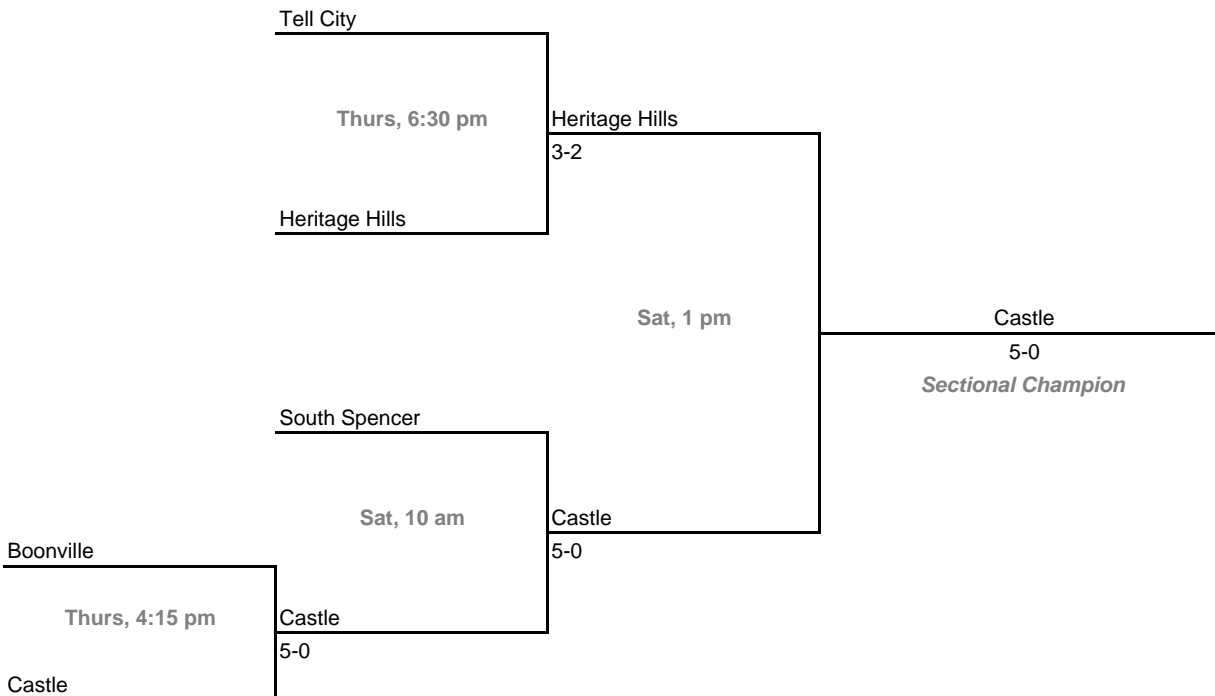 Tell City
Thurs, 6:30 pm
Heritage Hills
3-2
Heritage Hills
Sat, 1 pm
Castle
5-0
Sectional Champion
South Spencer
Sat, 10 am
Castle
5-0
Boonville
Thurs, 4:15 pm
Castle
5-0
Castle